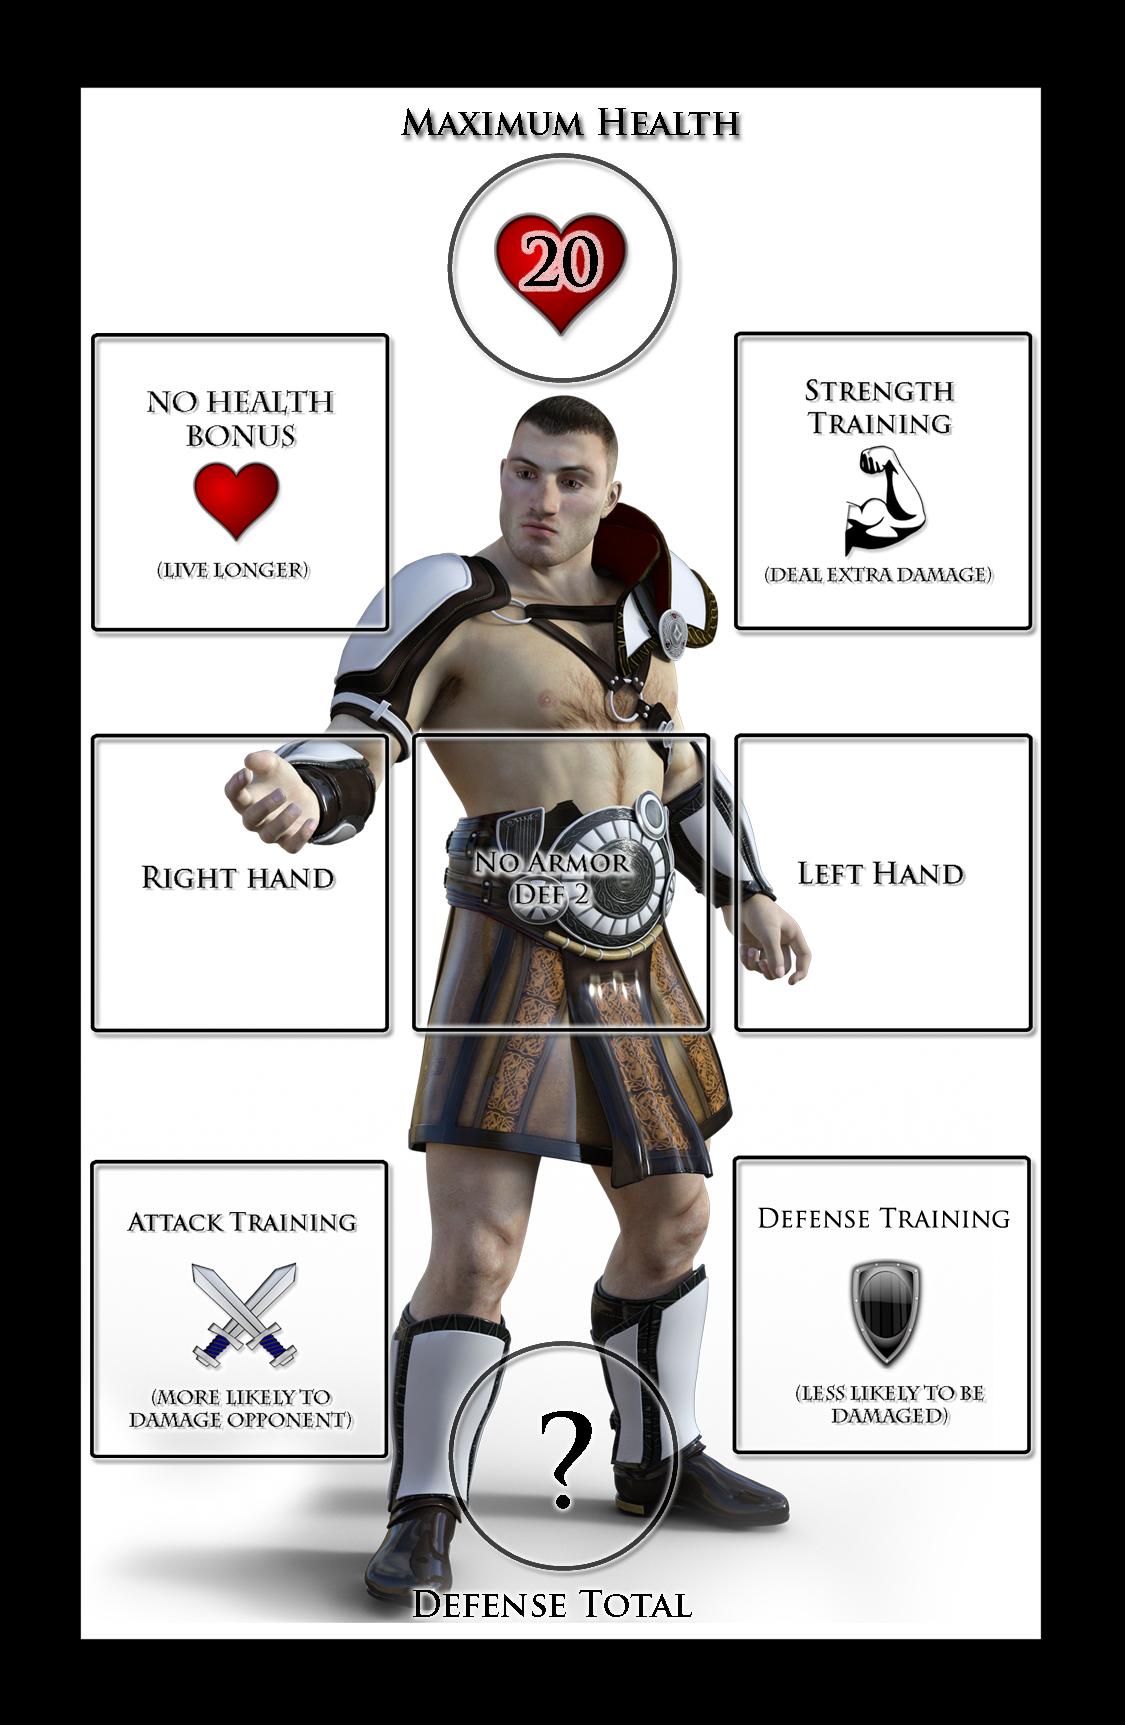 Maximum Health
20
NO HEALTH
BONUS
(LIVE LONGER)
Strength
Training
(DEAL EXTRA DAMAGE)
Right hand
No Armor
Def 2
Left Hand
Attack Training
(MORE LIKELY TO
DAMAGE OPPONENT)
Defense Training
(LESS LIKELY TO BE
DAMAGED)
?
Defense Total